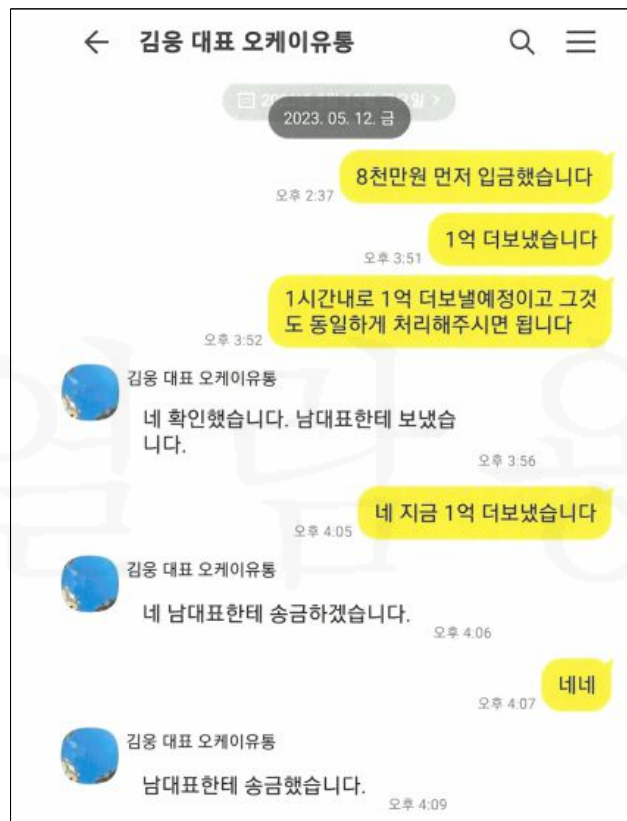 김웅 대표 오케이유통
2023. 05. 12. 금
8천만원 먼저 입금했습니다
오후 2:37
1억 더보냈습니다
오후 3:51
1시간내로 1억 더보낼예정이고 그것
도 동일하게 처리해주시면 됩니다
오후 3:52
김웅 대표 오케이유통
네 확인했습니다. 남대표한테 보냈습
니다.
오후 3:56
네 지금 1억 더보냈습니다
오후 4:05
김웅 대표 오케이유통
네 남대표한테 송금하겠습니다.
오후 4:06
네네
오후 4:07
김웅 대표 오케이유통
남대표한테 송금했습니다.
오후 4:09
열람용